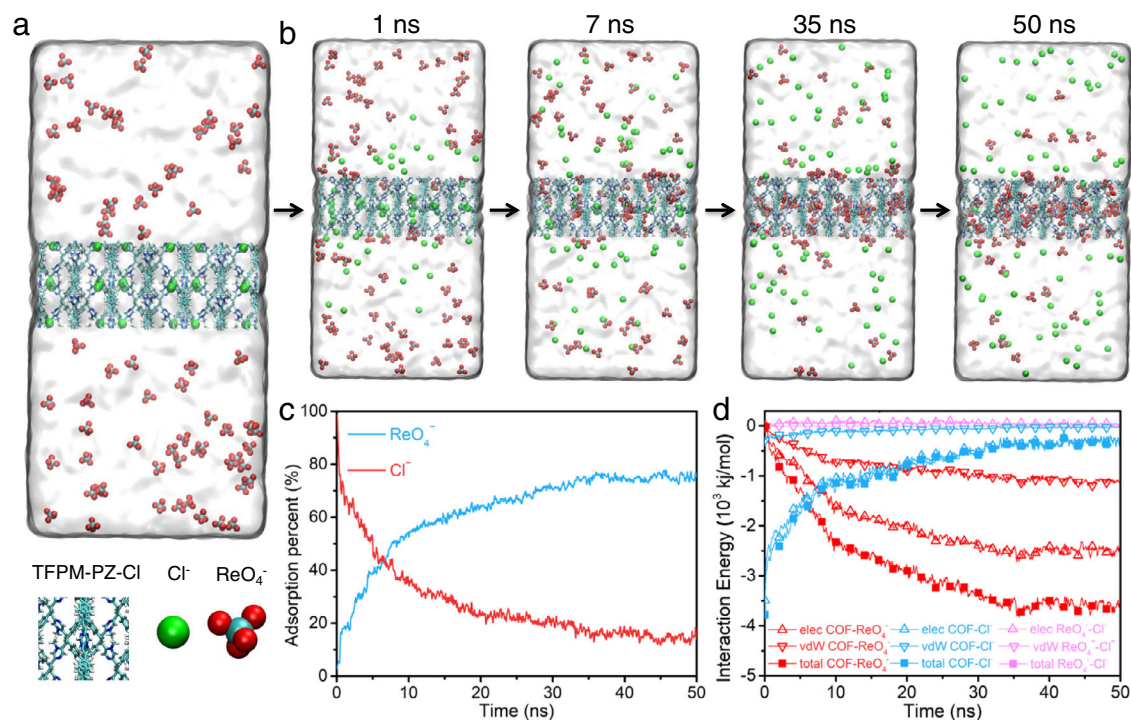 a
b
1 ns
7 ns
35 ns
50 ns
TFPM-PZ-Cl
Cl⁻
ReO₄⁻
c
100
80
60
40
20
0
Adsorption percent (%)
ReO₄⁻
Cl⁻
0 10 20 30 40 50
Time (ns)
d
0
-1
-2
-3
-4
-5
Interaction Energy (10³ kj/mol)
elec COF-ReO₄⁻ elec COF-Cl⁻ elec ReO₄⁻-Cl⁻
vdW COF-ReO₄⁻ vdW COF-Cl⁻ vdW ReO₄⁻-Cl⁻
total COF-ReO₄⁻ total COF-Cl⁻ total ReO₄⁻-Cl⁻
0 10 20 30 40 50
Time (ns)